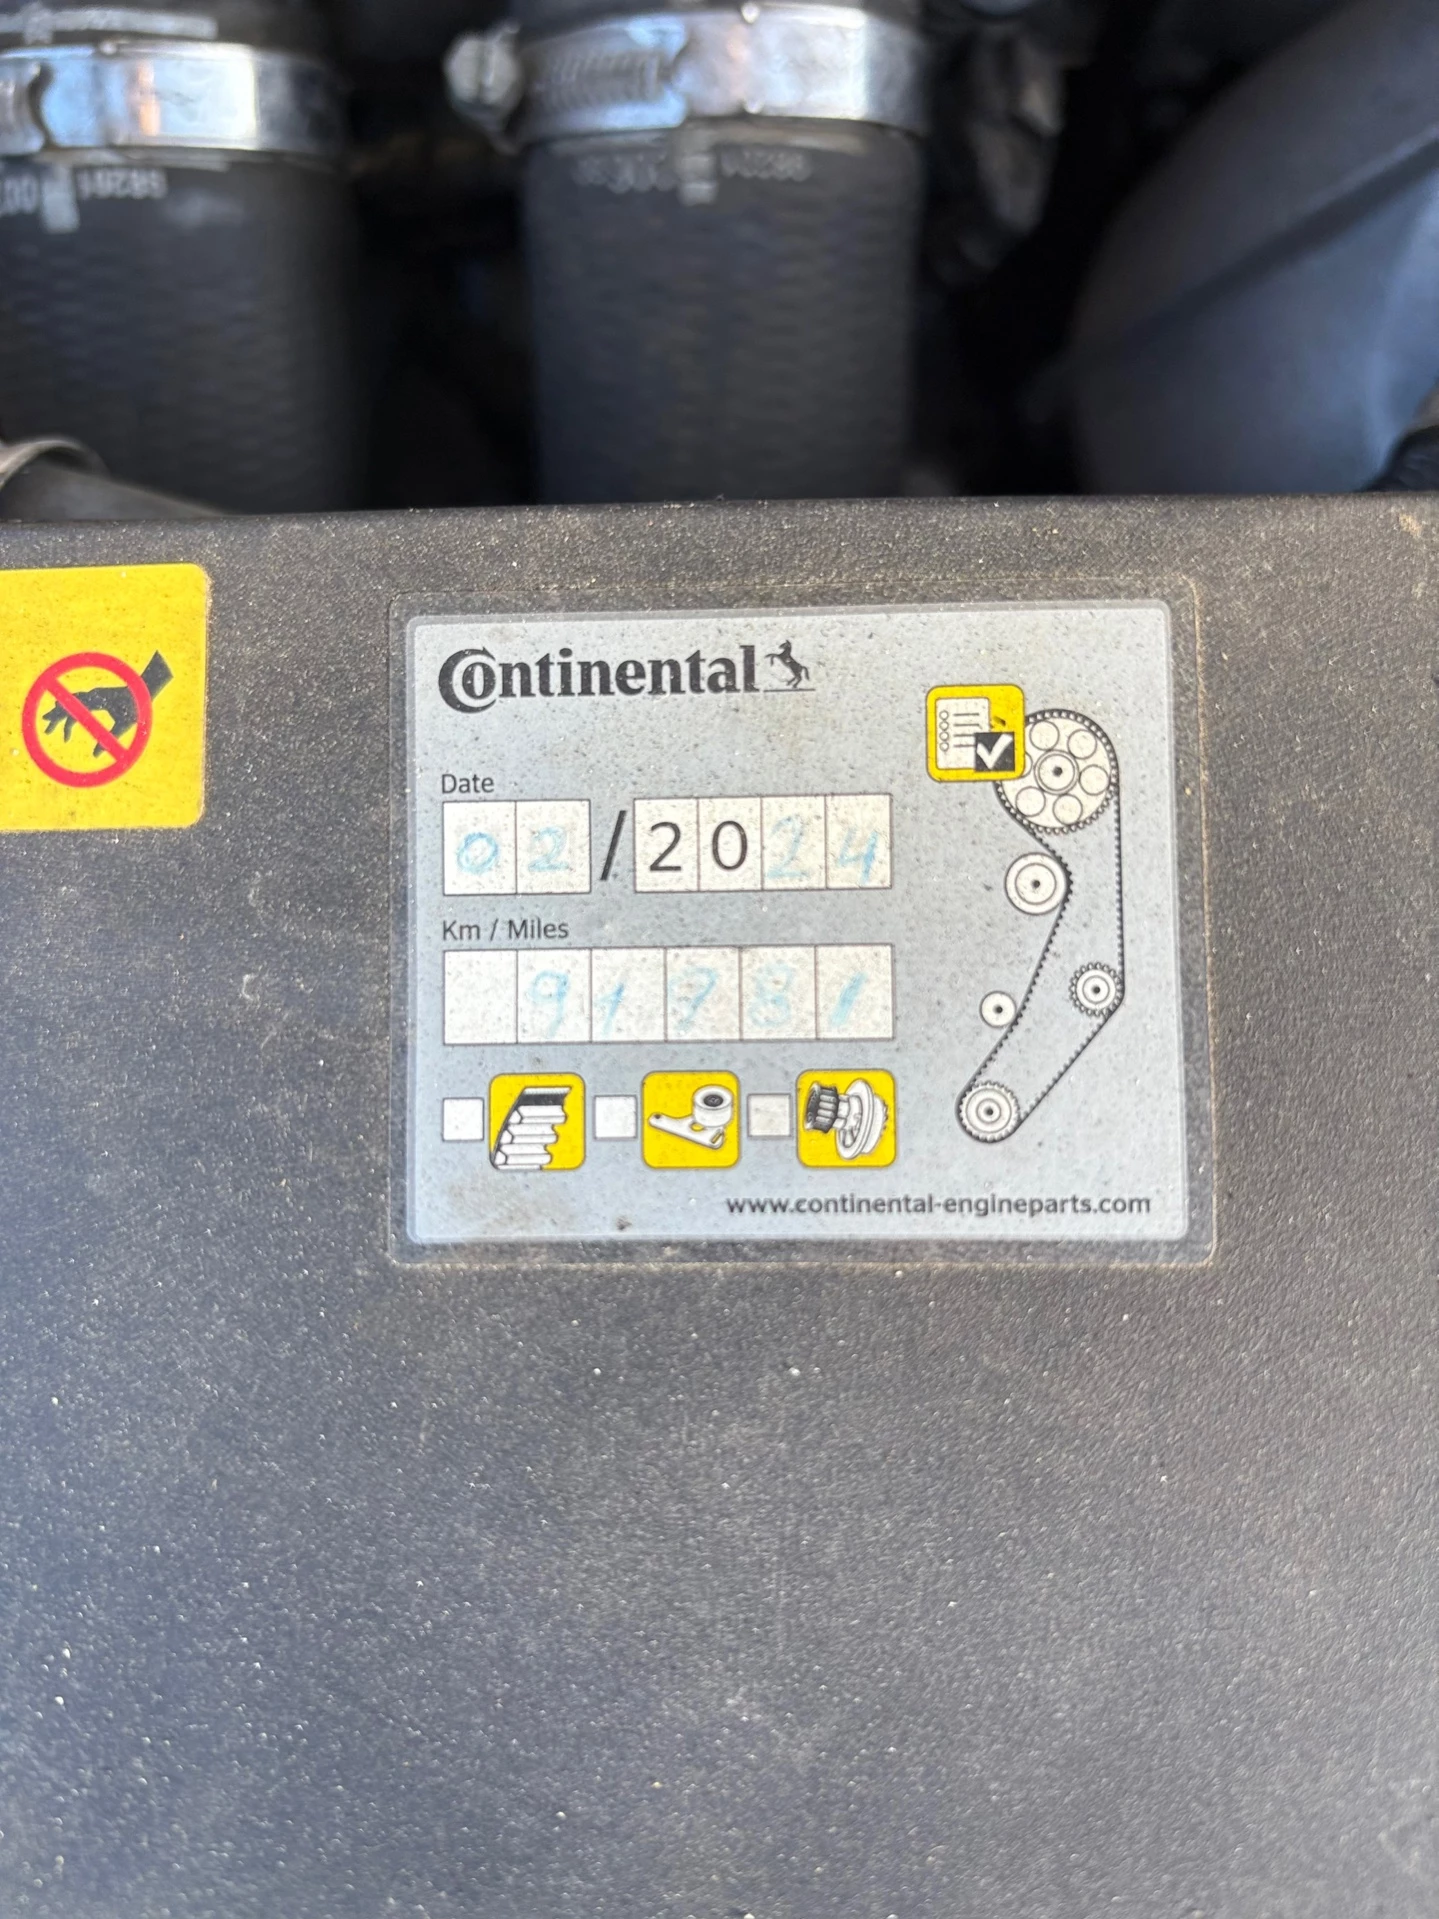 Continental
Date
02/2024
Km / Miles
91781
www.continental-engineparts.com